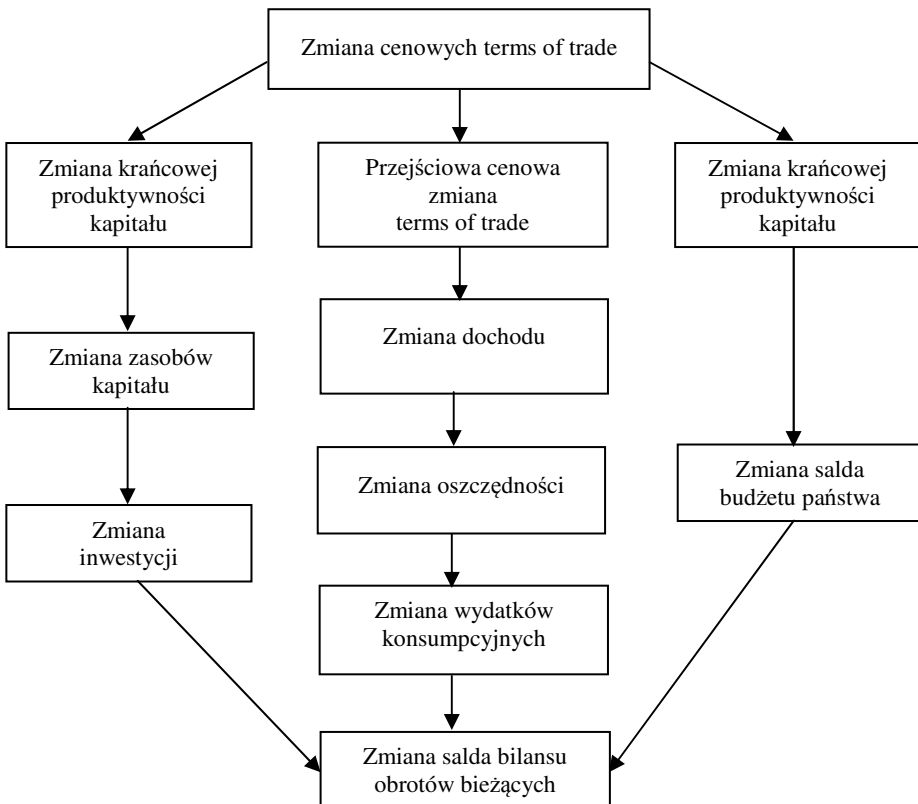 Zmiana cenowych terms of trade
Zmiana krańcowej
produktywności
kapitału
Przejściowa cenowa
zmiana
terms of trade
Zmiana krańcowej
produktywności
kapitału
Zmiana dochodu
Zmiana zasobów
kapitału
Zmiana oszczędności
Zmiana salda
budżetu państwa
Zmiana
inwestycji
Zmiana wydatków
konsumpcyjnych
Zmiana salda bilansu
obrotów bieżących